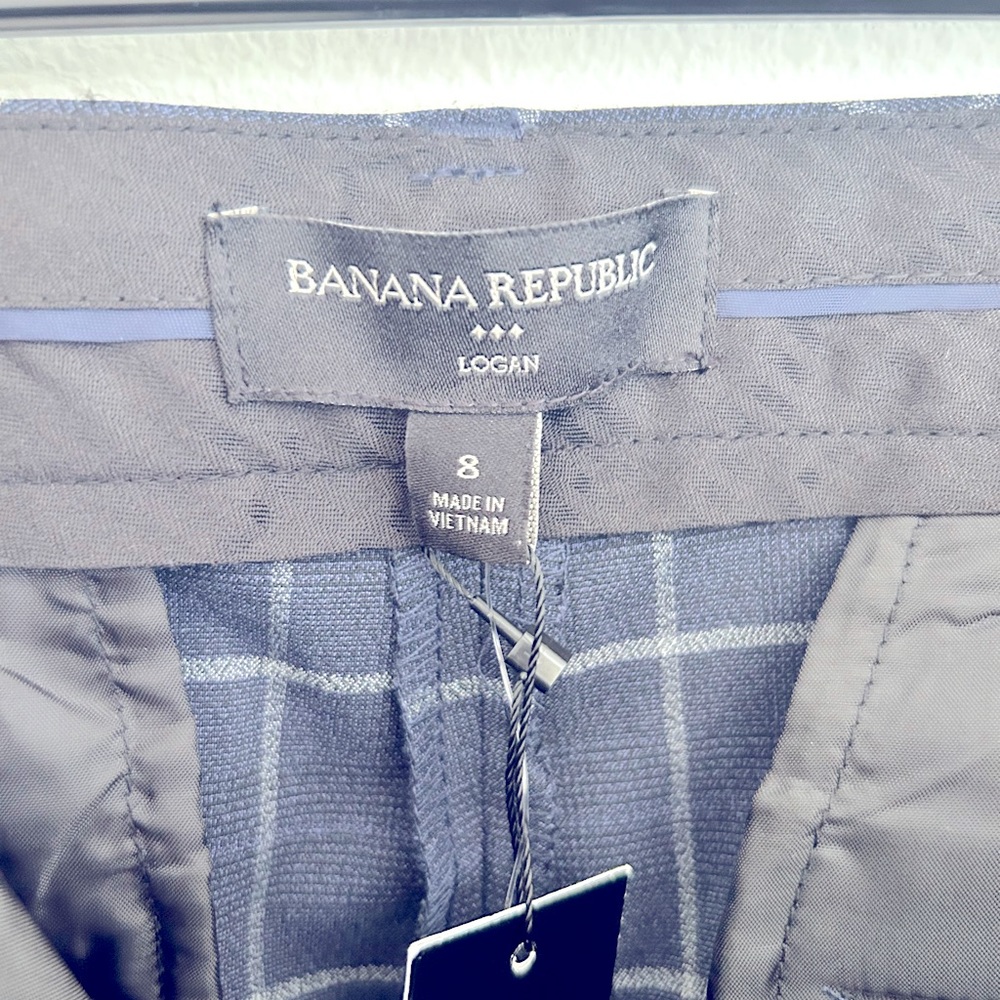 BANANA REPUBLIC
LOGAN
8
MADE IN
VIETNAM